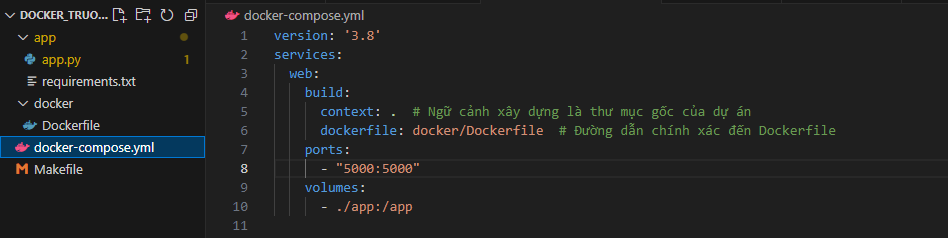 DOCKER_TRUO...
app
app.py 1
requirements.txt
docker
Dockerfile
docker-compose.yml
Makefile
docker-compose.yml
1 version: '3.8'
2 services:
3 web:
4 build:
5 context: . # Ngữ cảnh xây dựng là thư mục gốc của dự án
6 dockerfile: docker/Dockerfile # Đường dẫn chính xác đến Dockerfile
7 ports:
8 - "5000:5000"
9 volumes:
10 - ./app:/app
11